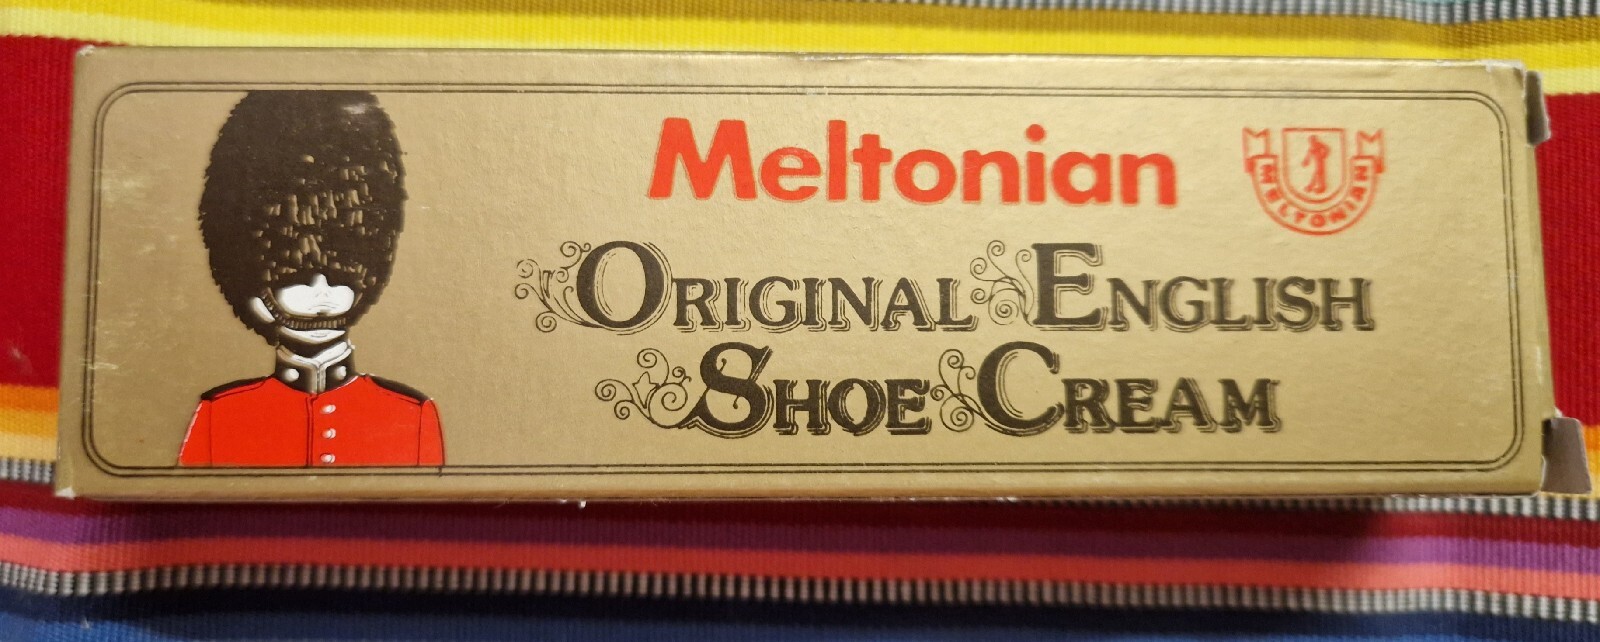 Meltonian
MELTONIAN
ORIGINAL ENGLISH
SHOE CREAM